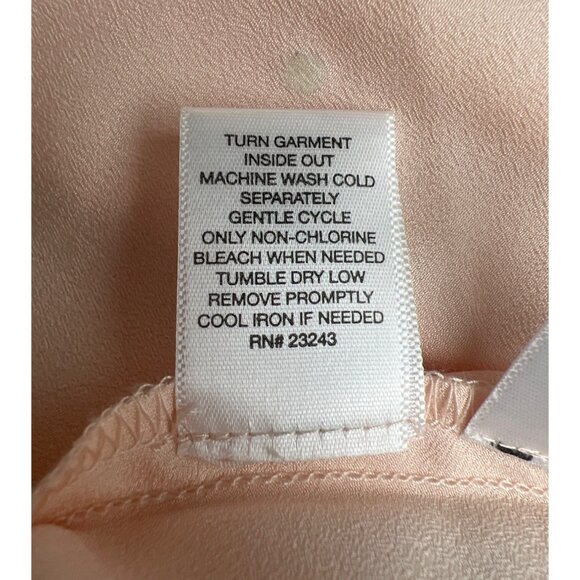 TURN GARMENT
INSIDE OUT
MACHINE WASH COLD
SEPARATELY
GENTLE CYCLE
ONLY NON-CHLORINE
BLEACH WHEN NEEDED
TUMBLE DRY LOW
REMOVE PROMPTLY
COOL IRON IF NEEDED
RN# 23243